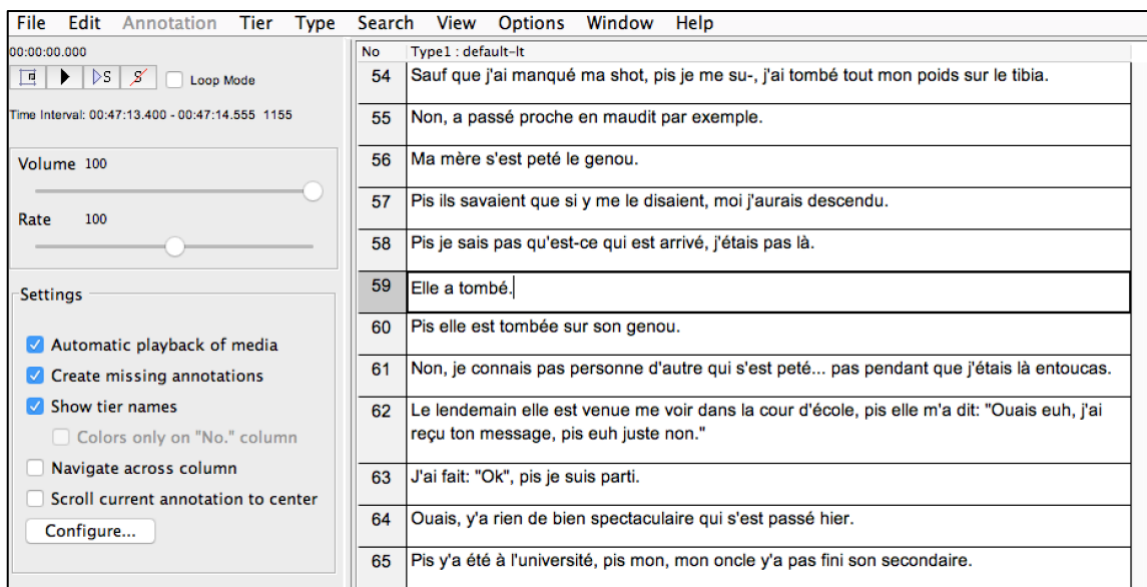 File Edit Annotation Tier Type Search View Options Window Help
00:00:00.000
S S Loop Mode
Time Interval: 00:47:13.400 - 00:47:14.555 1155
Volume 100
Rate 100
Settings
Automatic playback of media
Create missing annotations
Show tier names
Colors only on "No." column
Navigate across column
Scroll current annotation to center
Configure...
No Type1 : default-lt
54 Sauf que j'ai manqué ma shot, pis je me su-, j'ai tombé tout mon poids sur le tibia.
55 Non, a passé proche en maudit par exemple.
56 Ma mère s'est peté le genou.
57 Pis ils savaient que si y me le disaient, moi j'aurais descendu.
58 Pis je sais pas qu'est-ce qui est arrivé, j'étais pas là.
59 Elle a tombé.
60 Pis elle est tombée sur son genou.
61 Non, je connais pas personne d'autre qui s'est peté... pas pendant que j'étais là entoucas.
62 Le lendemain elle est venue me voir dans la cour d'école, pis elle m'a dit: "Ouais euh, j'ai
reçu ton message, pis euh juste non."
63 J'ai fait: "Ok", pis je suis parti.
64 Ouais, y'a rien de bien spectaculaire qui s'est passé hier.
65 Pis y'a été à l'université, pis mon, mon oncle y'a pas fini son secondaire.